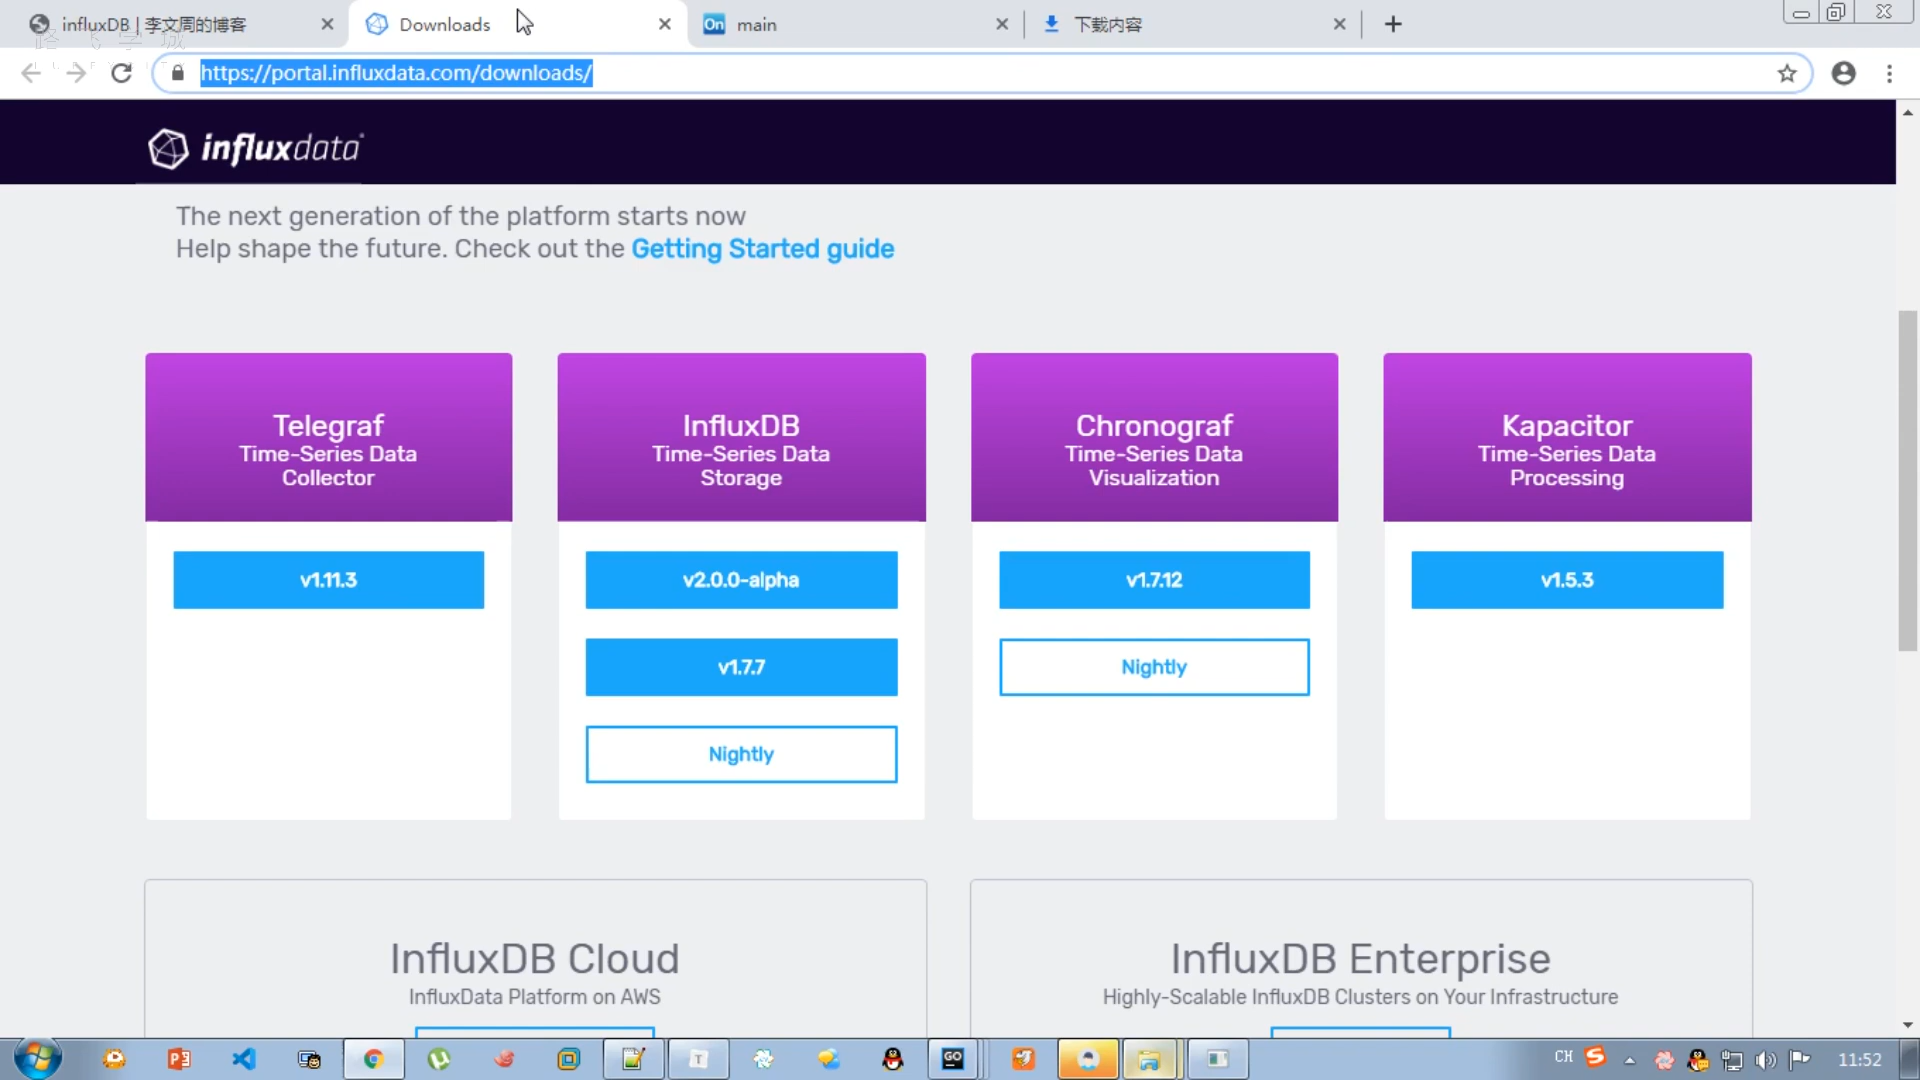 influxDB | 李文周的博客
Downloads
main
下载内容
路飞学城
https://portal.influxdata.com/downloads/
influxdata
The next generation of the platform starts now
Help shape the future. Check out the Getting Started guide
Telegraf
Time-Series Data
Collector
v1.11.3
InfluxDB
Time-Series Data
Storage
v2.0.0-alpha
v1.7.7
Nightly
Chronograf
Time-Series Data
Visualization
v1.7.12
Nightly
Kapacitor
Time-Series Data
Processing
v1.5.3
InfluxDB Cloud
InfluxData Platform on AWS
InfluxDB Enterprise
Highly-Scalable InfluxDB Clusters on Your Infrastructure
CH
11:52